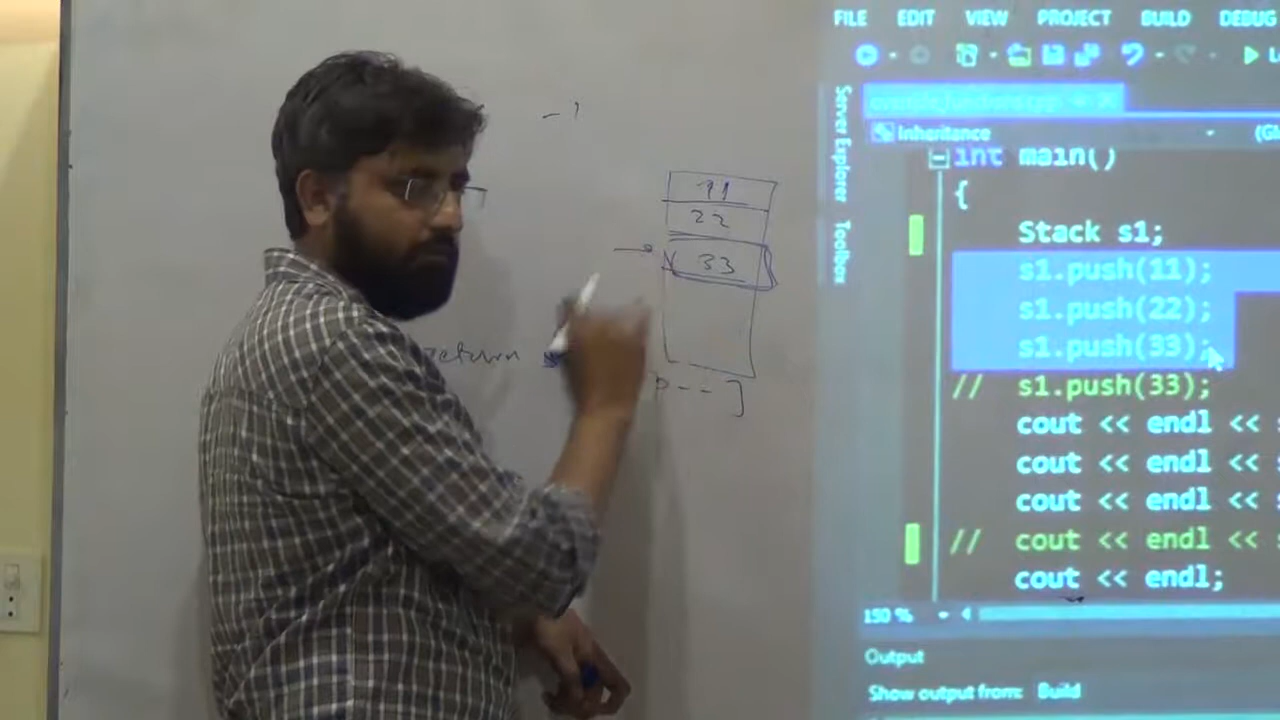 -1
11
22
33
return
FILE EDIT VIEW PROJECT BUILD DEBUG
Server Explorer Toolbox
Inheritance
int main()
{
Stack s1;
s1.push(11);
s1.push(22);
s1.push(33);
// s1.push(33);
cout << endl <<
cout << endl <<
cout << endl <<
// cout << endl <<
cout << endl;
150 %
Output
Show output from: Build